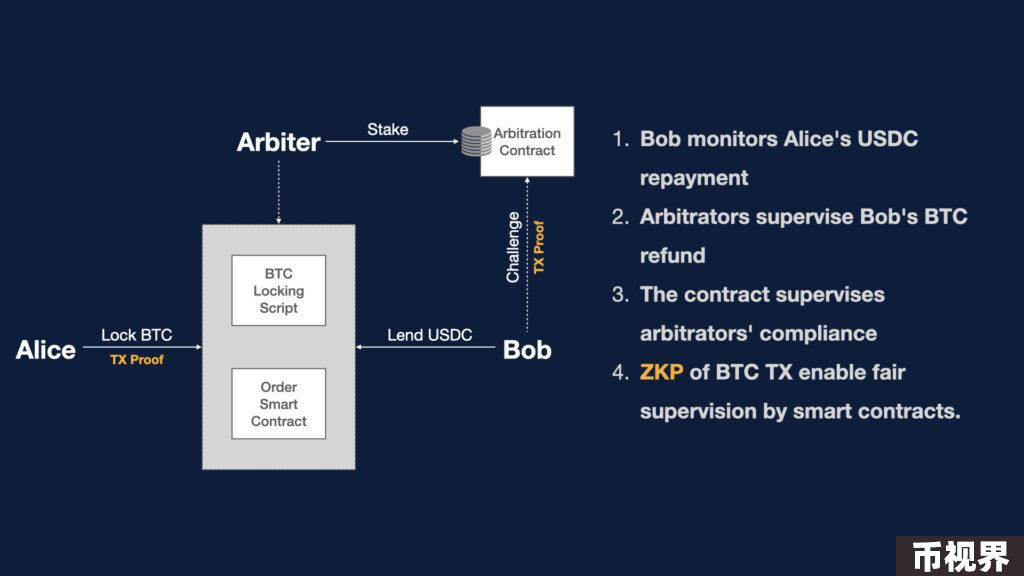 Arbiter
Stake
Arbitration
Contract
Challenge
TX Proof
BTC
Locking
Script
Alice
Lock BTC
TX Proof
Lend USDC
Bob
Order
Smart
Contract
1. Bob monitors Alice's USDC
repayment
2. Arbitrators supervise Bob's BTC
refund
3. The contract supervises
arbitrators' compliance
4. ZKP of BTC TX enable fair
supervision by smart contracts.
币视界